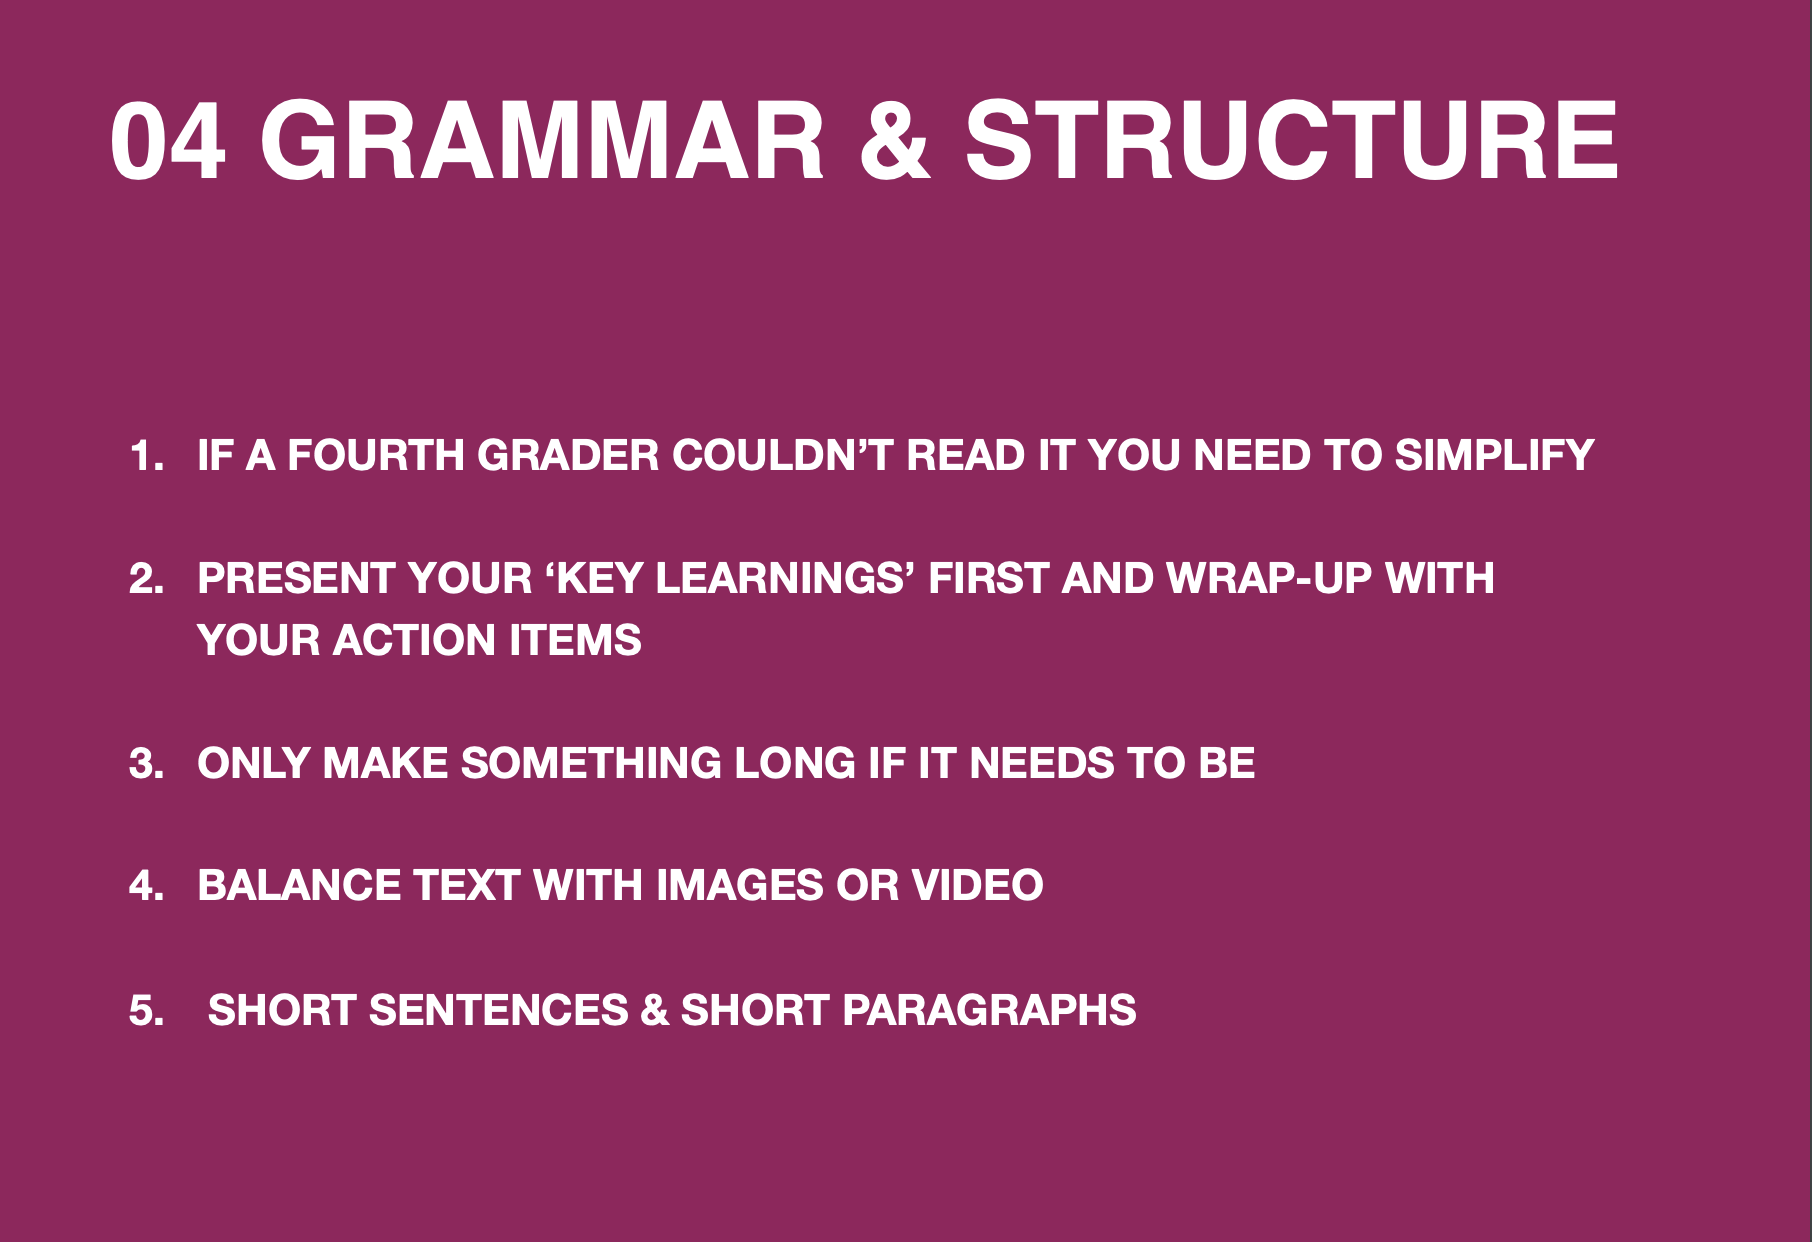 04 GRAMMAR & STRUCTURE
1. IF A FOURTH GRADER COULDN’T READ IT YOU NEED TO SIMPLIFY
2. PRESENT YOUR ‘KEY LEARNINGS’ FIRST AND WRAP-UP WITH
YOUR ACTION ITEMS
3. ONLY MAKE SOMETHING LONG IF IT NEEDS TO BE
4. BALANCE TEXT WITH IMAGES OR VIDEO
5. SHORT SENTENCES & SHORT PARAGRAPHS